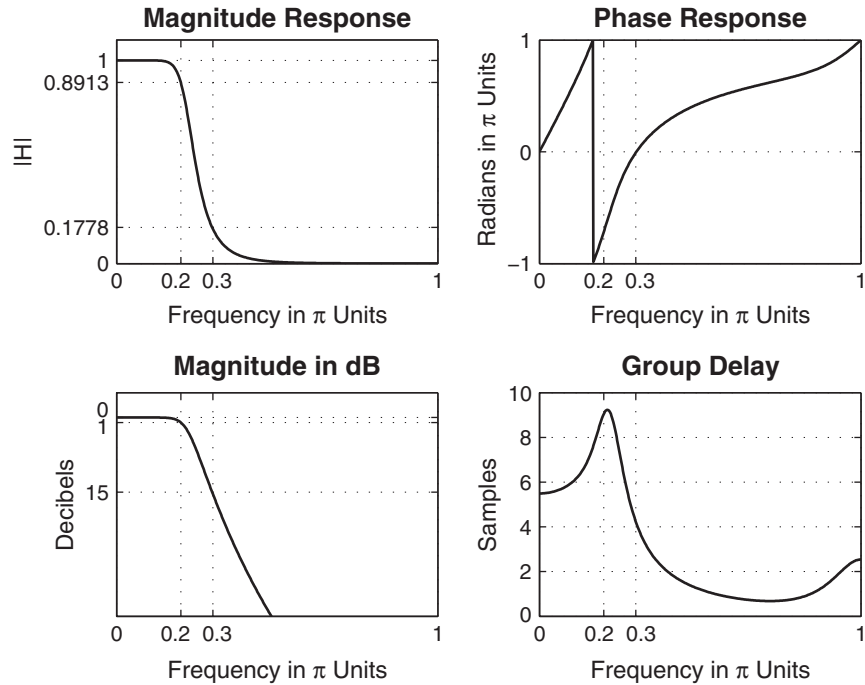 Magnitude Response
1
0.8913
0.1778
0
|H|
0 0.2 0.3 1
Frequency in π Units
Phase Response
1
0
−1
Radians in π Units
0 0.2 0.3 1
Frequency in π Units
Magnitude in dB
0
1
15
Decibels
0 0.2 0.3 1
Frequency in π Units
Group Delay
10
8
6
4
2
0
Samples
0 0.2 0.3 1
Frequency in π Units